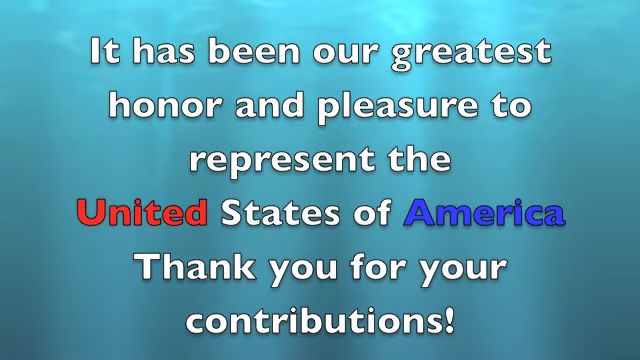 It has been our greatest
honor and pleasure to
represent the
United States of America
Thank you for your
contributions!